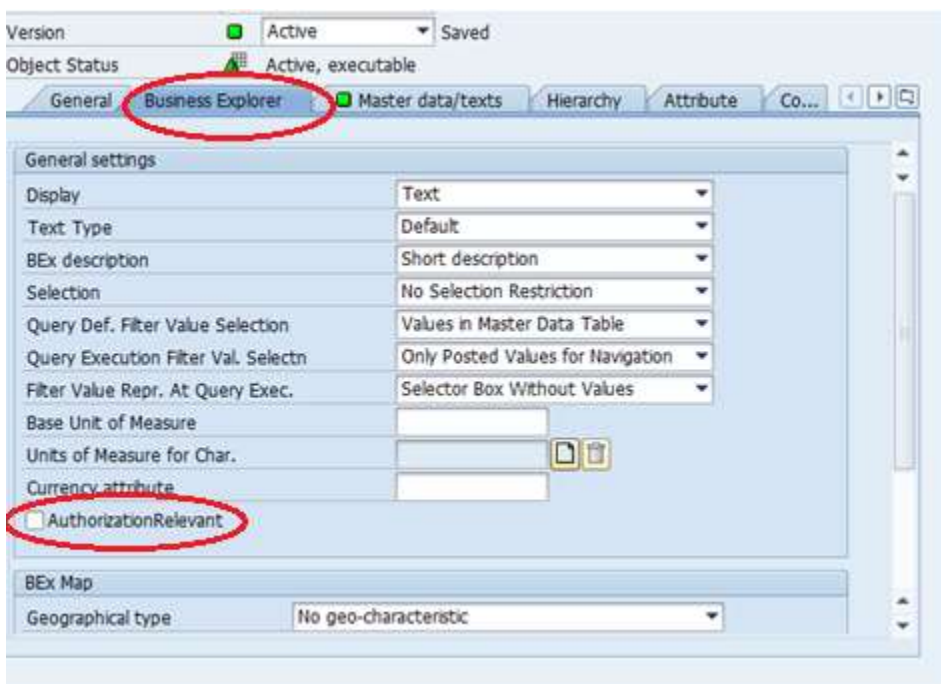 Version Active Saved
Object Status Active, executable
General Business Explorer Master data/texts Hierarchy Attribute Co...
General settings
Display Text
Text Type Default
BEx description Short description
Selection No Selection Restriction
Query Def. Filter Value Selection Values in Master Data Table
Query Execution Filter Val. Selectn Only Posted Values for Navigation
Filter Value Repr. At Query Exec. Selector Box Without Values
Base Unit of Measure
Units of Measure for Char.
Currency attribute
AuthorizationRelevant
BEx Map
Geographical type No geo-characteristic